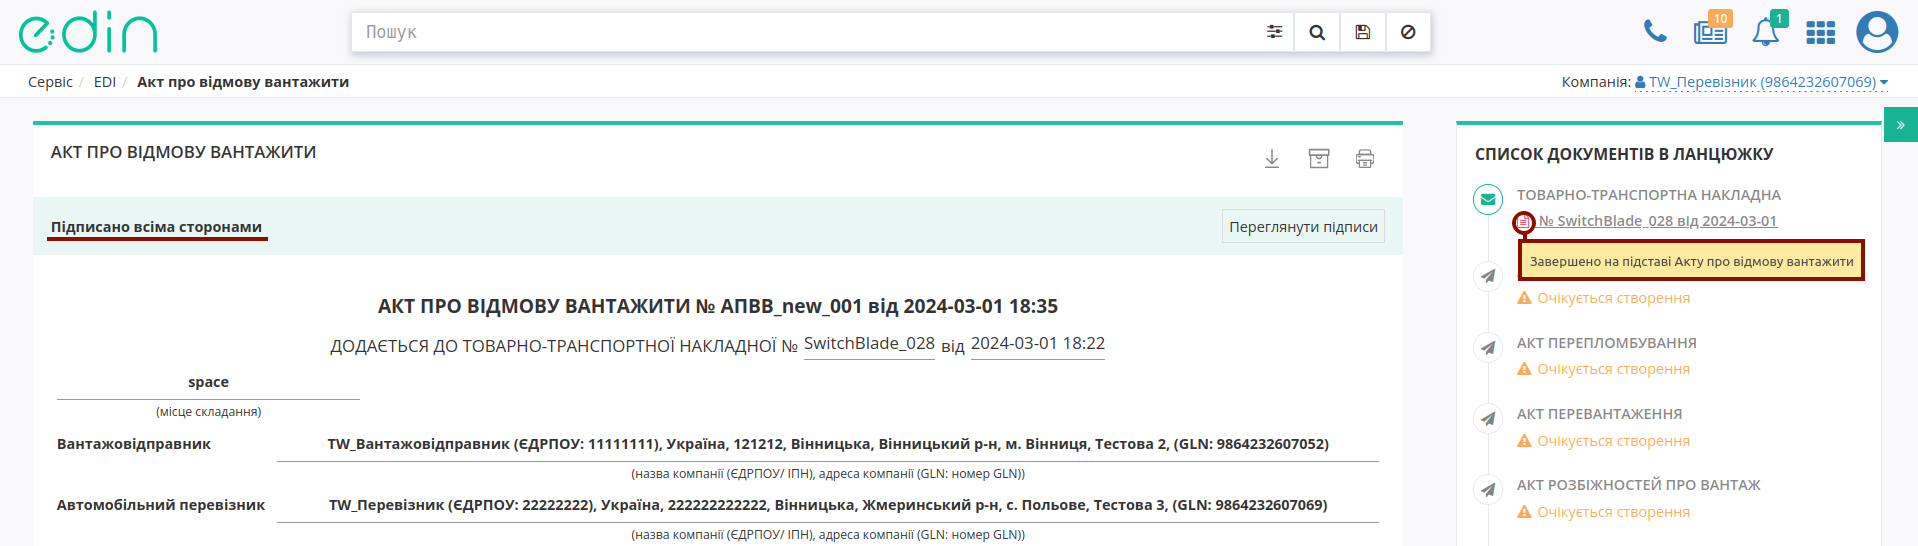 edin
Пошук
10
1
Сервіс / EDI / Акт про відмову вантажити
Компанія: TW_Перевізник (9864232607069)
АКТ ПРО ВІДМОВУ ВАНТАЖИТИ
Підписано всіма сторонами
Переглянути підписи
АКТ ПРО ВІДМОВУ ВАНТАЖИТИ № АПВВ_new_001 від 2024-03-01 18:35
ДОДАЄТЬСЯ ДО ТОВАРНО-ТРАНСПОРТНОЇ НАКЛАДНОЇ № SwitchBlade_028 від 2024-03-01 18:22
space
(місце складання)
Вантажовідправник TW_Вантажовідправник (ЄДРПОУ: 11111111), Україна, 121212, Вінницька, Вінницький р-н, м. Вінниця, Тестова 2, (GLN: 9864232607052)
(назва компанії (ЄДРПОУ/ ІПН), адреса компанії (GLN: номер GLN))
Автомобільний перевізник TW_Перевізник (ЄДРПОУ: 22222222), Україна, 222222222222, Вінницька, Жмеринський р-н, с. Польове, Тестова 3, (GLN: 9864232607069)
(назва компанії (ЄДРПОУ/ ІПН), адреса компанії (GLN: номер GLN))
»
СПИСОК ДОКУМЕНТІВ В ЛАНЦЮЖКУ
ТОВАРНО-ТРАНСПОРТНА НАКЛАДНА
№ SwitchBlade_028 від 2024-03-01
Завершено на підставі Акту про відмову вантажити
Очікується створення
АКТ ПЕРЕПЛОМБУВАННЯ
Очікується створення
АКТ ПЕРЕВАНТАЖЕННЯ
Очікується створення
АКТ РОЗБІЖНОСТЕЙ ПРО ВАНТАЖ
Очікується створення